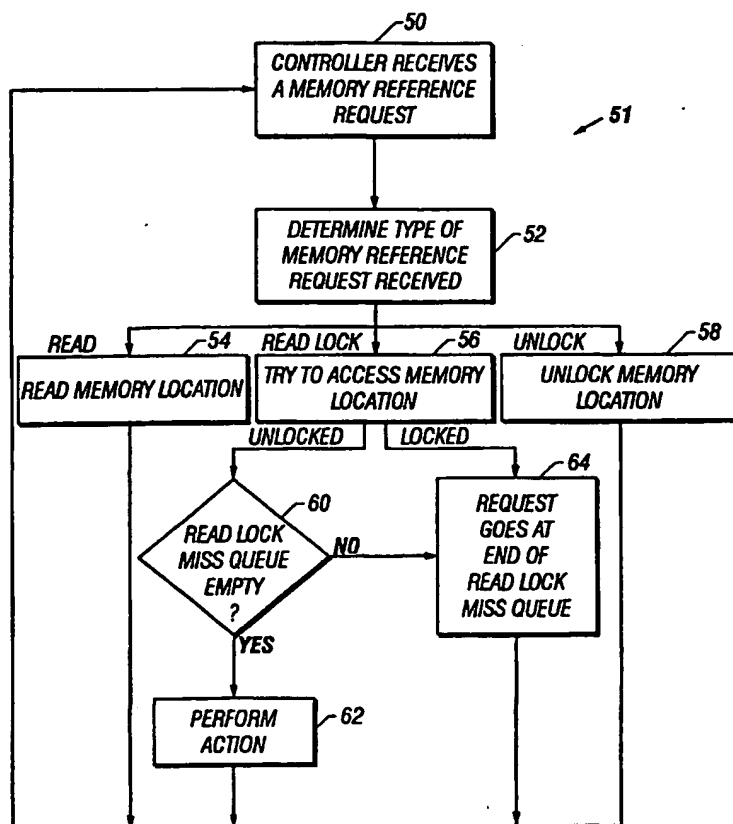 50
CONTROLLER RECEIVES
A MEMORY REFERENCE
REQUEST
51
DETERMINE TYPE OF
MEMORY REFERENCE
REQUEST RECEIVED
52
READ
54
READ MEMORY LOCATION
READ LOCK
56
TRY TO ACCESS MEMORY
LOCATION
UNLOCK
58
UNLOCK MEMORY
LOCATION
UNLOCKED
LOCKED
60
READ LOCK
MISS QUEUE
EMPTY
?
NO
YES
64
REQUEST
GOES AT
END OF
READ LOCK
MISS QUEUE
PERFORM
ACTION
62